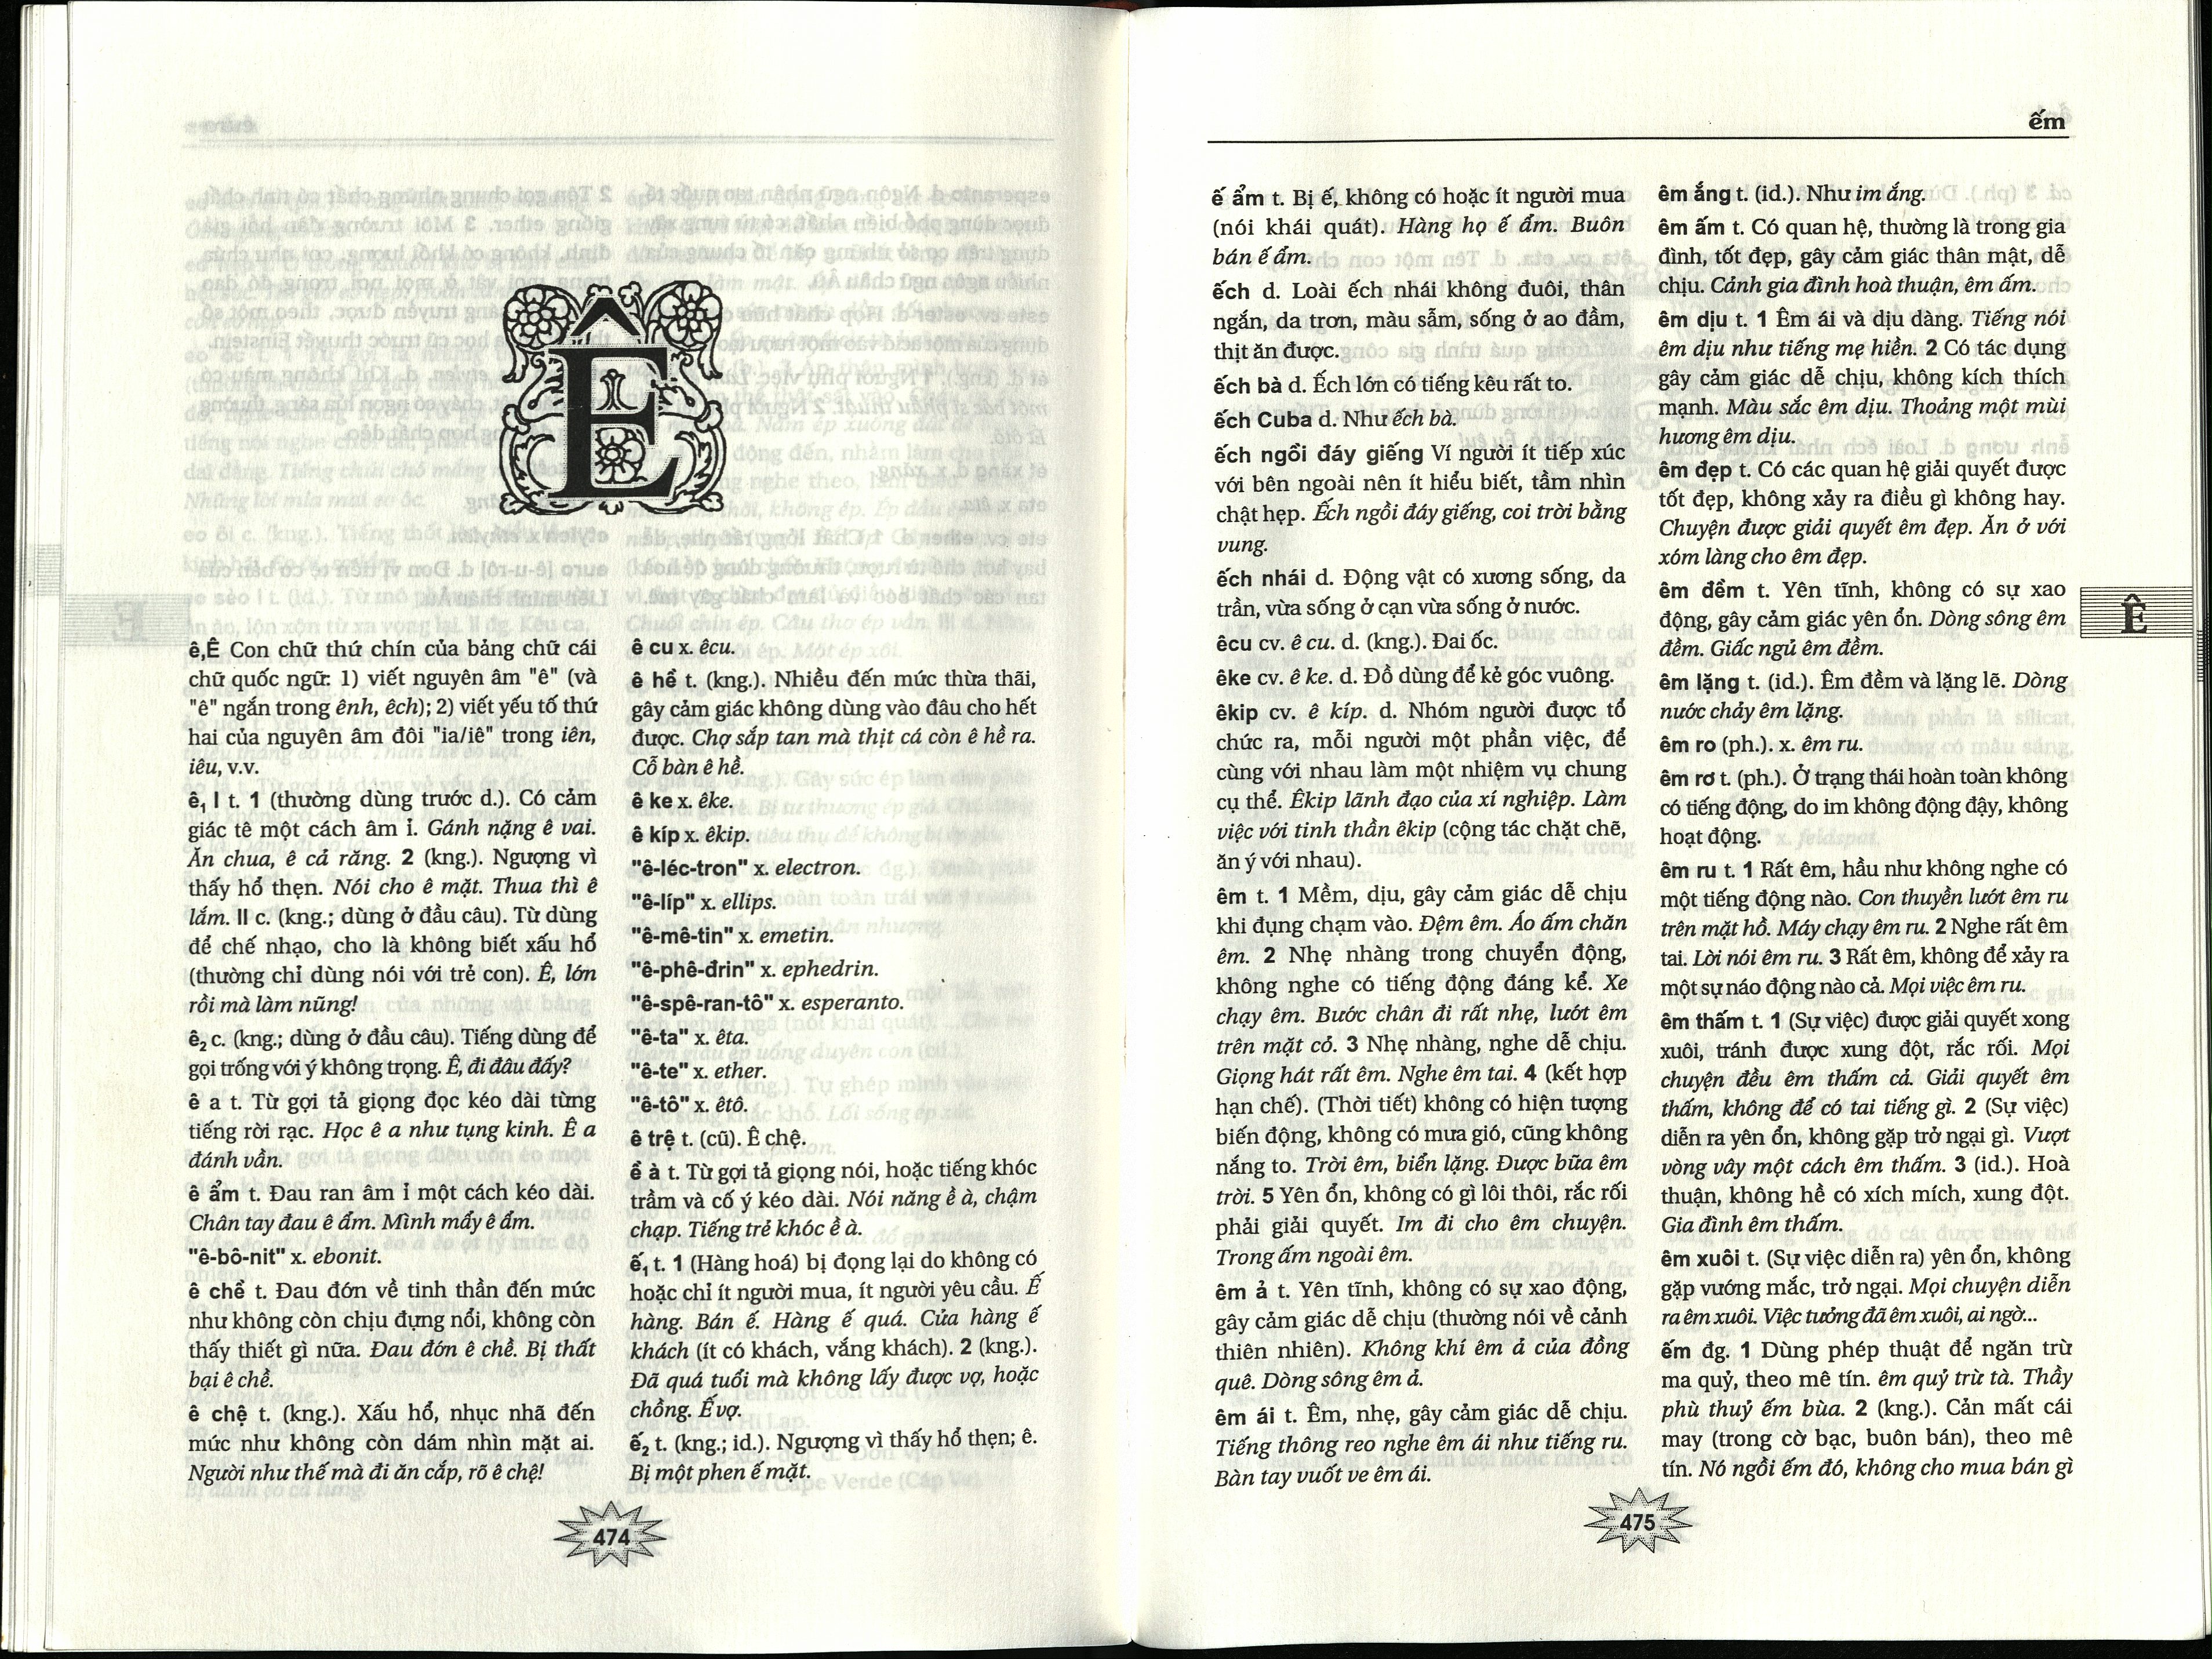 Ê
ê,Ê Con chữ thứ chín của bảng chữ cái
chữ quốc ngữ: 1) viết nguyên âm "ê" (và
"ê" ngắn trong ênh, êch); 2) viết yếu tố thứ
hai của nguyên âm đôi "ia/iê" trong iên,
iêu, v.v.
ê₁ I t. 1 (thường dùng trước d.). Có cảm
giác tê một cách âm ỉ. Gánh nặng ê vai.
Ăn chua, ê cả răng. 2 (kng.). Ngượng vì
thấy hổ thẹn. Nói cho ê mặt. Thua thì ê
lắm. II c. (kng.; dùng ở đầu câu). Từ dùng
để chế nhạo, cho là không biết xấu hổ
(thường chỉ dùng nói với trẻ con). Ê, lớn
rồi mà làm nũng!
ê₂ c. (kng.; dùng ở đầu câu). Tiếng dùng để
gọi trống với ý không trọng. Ê, đi đâu đấy?
ê a t. Từ gợi tả giọng đọc kéo dài từng
tiếng rời rạc. Học ê a như tụng kinh. Ê a
đánh vần.
ê ẩm t. Đau ran âm ỉ một cách kéo dài.
Chân tay đau ê ẩm. Mình mẩy ê ẩm.
"ê-bô-nit" x. ebonit.
ê chề t. Đau đớn về tinh thần đến mức
như không còn chịu đựng nổi, không còn
thấy thiết gì nữa. Đau đớn ê chề. Bị thất
bại ê chề.
ê chệ t. (kng.). Xấu hổ, nhục nhã đến
mức như không còn dám nhìn mặt ai.
Người như thế mà đi ăn cắp, rõ ê chệ!
ê cu x. êcu.
ê hề t. (kng.). Nhiều đến mức thừa thãi,
gây cảm giác không dùng vào đâu cho hết
được. Chợ sắp tan mà thịt cá còn ê hề ra.
Cỗ bàn ê hề.
ê ke x. êke.
ê kíp x. êkip.
"ê-léc-tron" x. electron.
"ê-líp" x. ellips.
"ê-mê-tin" x. emetin.
"ê-phê-đrin" x. ephedrin.
"ê-spê-ran-tô" x. esperanto.
"ê-ta" x. êta.
"ê-te" x. ether.
"ê-tô" x. êtô.
ê trệ t. (cũ). Ê chệ.
ề à t. Từ gợi tả giọng nói, hoặc tiếng khóc
trầm và cố ý kéo dài. Nói năng ề à, chậm
chạp. Tiếng trẻ khóc ề à.
ế₁ t. 1 (Hàng hoá) bị đọng lại do không có
hoặc chỉ ít người mua, ít người yêu cầu. Ế
hàng. Bán ế. Hàng ế quá. Cửa hàng ế
khách (ít có khách, vắng khách). 2 (kng.).
Đã quá tuổi mà không lấy được vợ, hoặc
chồng. Ế vợ.
ế₂ t. (kng.; id.). Ngượng vì thấy hổ thẹn; ê.
Bị một phen ế mặt.
474
ếm
ế ẩm t. Bị ế, không có hoặc ít người mua
(nói khái quát). Hàng họ ế ẩm. Buôn
bán ế ẩm.
ếch d. Loài ếch nhái không đuôi, thân
ngắn, da trơn, màu sẫm, sống ở ao đầm,
thịt ăn được.
ếch bà d. Ếch lớn có tiếng kêu rất to.
ếch Cuba d. Như ếch bà.
ếch ngồi đáy giếng Ví người ít tiếp xúc
với bên ngoài nên ít hiểu biết, tầm nhìn
chật hẹp. Ếch ngồi đáy giếng, coi trời bằng
vung.
ếch nhái d. Động vật có xương sống, da
trần, vừa sống ở cạn vừa sống ở nước.
êcu cv. ê cu. d. (kng.). Đai ốc.
êke cv. ê ke. d. Đồ dùng để kẻ góc vuông.
êkip cv. ê kíp. d. Nhóm người được tổ
chức ra, mỗi người một phần việc, để
cùng với nhau làm một nhiệm vụ chung
cụ thể. Êkip lãnh đạo của xí nghiệp. Làm
việc với tinh thần êkip (cộng tác chặt chẽ,
ăn ý với nhau).
êm t. 1 Mềm, dịu, gây cảm giác dễ chịu
khi đụng chạm vào. Đệm êm. Áo ấm chăn
êm. 2 Nhẹ nhàng trong chuyển động,
không nghe có tiếng động đáng kể. Xe
chạy êm. Bước chân đi rất nhẹ, lướt êm
trên mặt cỏ. 3 Nhẹ nhàng, nghe dễ chịu.
Giọng hát rất êm. Nghe êm tai. 4 (kết hợp
hạn chế). (Thời tiết) không có hiện tượng
biến động, không có mưa gió, cũng không
nắng to. Trời êm, biển lặng. Được bữa êm
trời. 5 Yên ổn, không có gì lôi thôi, rắc rối
phải giải quyết. Im đi cho êm chuyện.
Trong ấm ngoài êm.
êm ả t. Yên tĩnh, không có sự xao động,
gây cảm giác dễ chịu (thường nói về cảnh
thiên nhiên). Không khí êm ả của đồng
quê. Dòng sông êm ả.
êm ái t. Êm, nhẹ, gây cảm giác dễ chịu.
Tiếng thông reo nghe êm ái như tiếng ru.
Bàn tay vuốt ve êm ái.
êm ắng t. (id.). Như im ắng.
êm ấm t. Có quan hệ, thường là trong gia
đình, tốt đẹp, gây cảm giác thân mật, dễ
chịu. Cảnh gia đình hoà thuận, êm ấm.
êm dịu t. 1 Êm ái và dịu dàng. Tiếng nói
êm dịu như tiếng mẹ hiền. 2 Có tác dụng
gây cảm giác dễ chịu, không kích thích
mạnh. Màu sắc êm dịu. Thoảng một mùi
hương êm dịu.
êm đẹp t. Có các quan hệ giải quyết được
tốt đẹp, không xảy ra điều gì không hay.
Chuyện được giải quyết êm đẹp. Ăn ở với
xóm làng cho êm đẹp.
êm đềm t. Yên tĩnh, không có sự xao
động, gây cảm giác yên ổn. Dòng sông êm
đềm. Giấc ngủ êm đềm.
êm lặng t. (id.). Êm đềm và lặng lẽ. Dòng
nước chảy êm lặng.
êm ro (ph.). x. êm ru.
êm rơ t. (ph.). Ở trạng thái hoàn toàn không
có tiếng động, do im không động đậy, không
hoạt động.
êm ru t. 1 Rất êm, hầu như không nghe có
một tiếng động nào. Con thuyền lướt êm ru
trên mặt hồ. Máy chạy êm ru. 2 Nghe rất êm
tai. Lời nói êm ru. 3 Rất êm, không để xảy ra
một sự náo động nào cả. Mọi việc êm ru.
êm thấm t. 1 (Sự việc) được giải quyết xong
xuôi, tránh được xung đột, rắc rối. Mọi
chuyện đều êm thấm cả. Giải quyết êm
thấm, không để có tai tiếng gì. 2 (Sự việc)
diễn ra yên ổn, không gặp trở ngại gì. Vượt
vòng vây một cách êm thấm. 3 (id.). Hoà
thuận, không hề có xích mích, xung đột.
Gia đình êm thấm.
êm xuôi t. (Sự việc diễn ra) yên ổn, không
gặp vướng mắc, trở ngại. Mọi chuyện diễn
ra êm xuôi. Việc tưởng đã êm xuôi, ai ngờ...
ếm đg. 1 Dùng phép thuật để ngăn trừ
ma quỷ, theo mê tín. êm quỷ trừ tà. Thầy
phù thuỷ ếm bùa. 2 (kng.). Cản mất cái
may (trong cờ bạc, buôn bán), theo mê
tín. Nó ngồi ếm đó, không cho mua bán gì
Ê
475